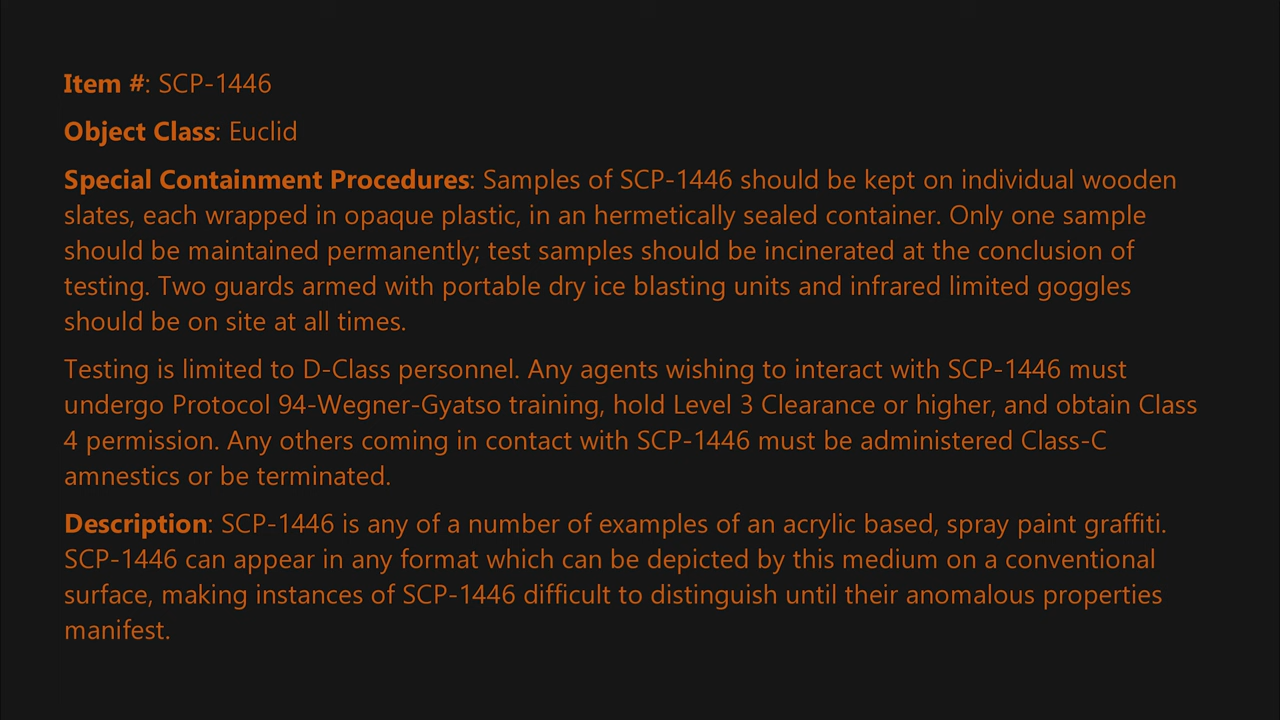 Item #: SCP-1446
Object Class: Euclid
Special Containment Procedures: Samples of SCP-1446 should be kept on individual wooden
slates, each wrapped in opaque plastic, in an hermetically sealed container. Only one sample
should be maintained permanently; test samples should be incinerated at the conclusion of
testing. Two guards armed with portable dry ice blasting units and infrared limited goggles
should be on site at all times.
Testing is limited to D-Class personnel. Any agents wishing to interact with SCP-1446 must
undergo Protocol 94-Wegner-Gyatso training, hold Level 3 Clearance or higher, and obtain Class
4 permission. Any others coming in contact with SCP-1446 must be administered Class-C
amnestics or be terminated.
Description: SCP-1446 is any of a number of examples of an acrylic based, spray paint graffiti.
SCP-1446 can appear in any format which can be depicted by this medium on a conventional
surface, making instances of SCP-1446 difficult to distinguish until their anomalous properties
manifest.